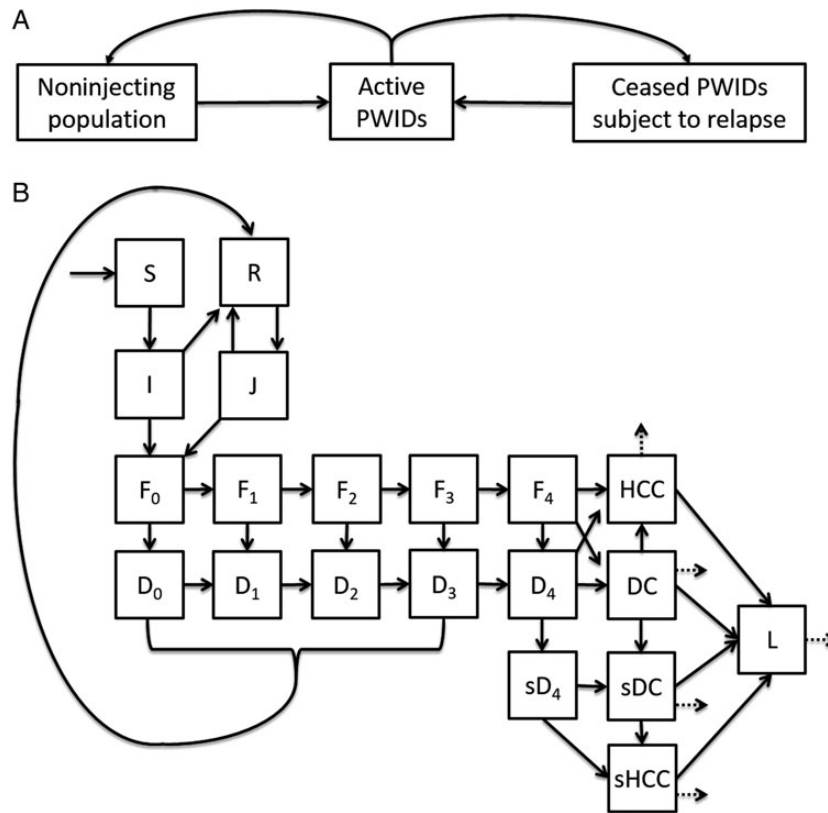 A
Noninjecting
population
Active
PWIDs
Ceased PWIDs
subject to relapse
B
S
R
I
J
F₀
F₁
F₂
F₃
F₄
HCC
D₀
D₁
D₂
D₃
D₄
DC
L
sD₄
sDC
sHCC